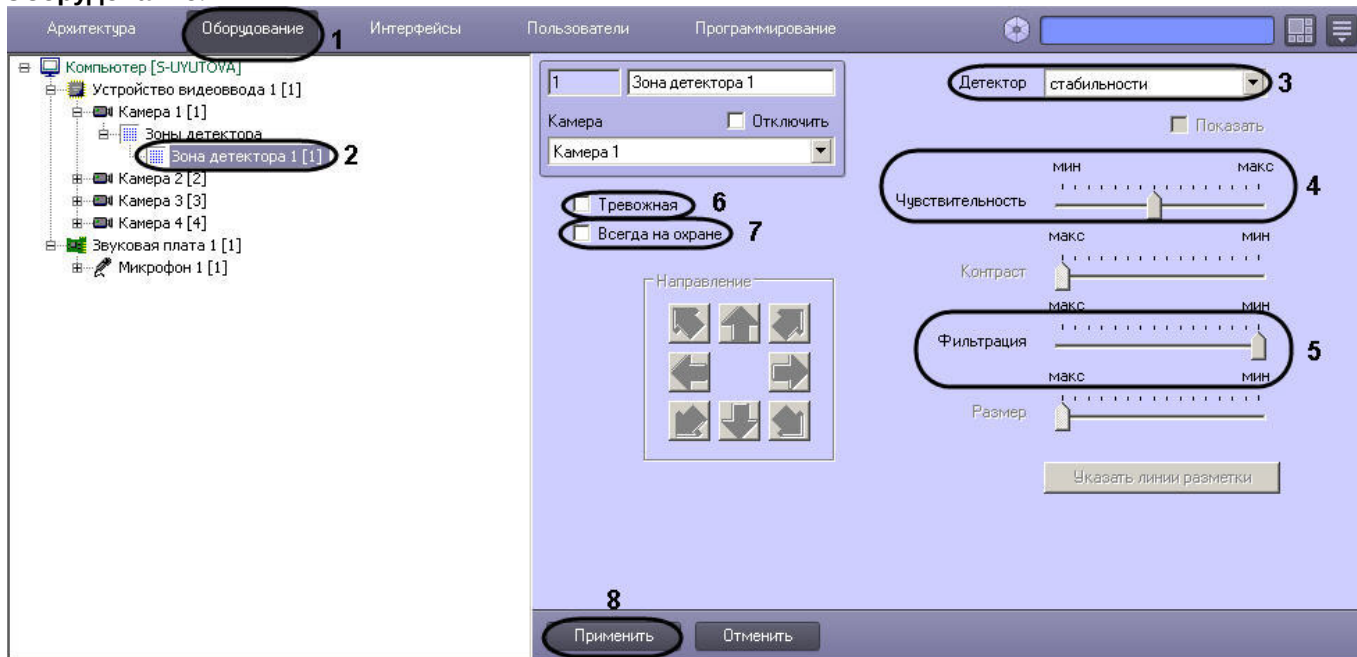 Архитектура Оборудование 1 Интерфейсы Пользователи Программирование
Компьютер [S-UYUTOVA]
Устройство видеоввода 1 [1]
Камера 1 [1]
Зоны детектора
Зона детектора 1 [1] 2
Камера 2 [2]
Камера 3 [3]
Камера 4 [4]
Звуковая плата 1 [1]
Микрофон 1 [1]
1 Зона детектора 1
Камера Отключить
Камера 1
Тревожная 6
Всегда на охране 7
Направление
Детектор стабильности 3
Показать
мин макс
Чувствительность 4
макс мин
Контраст
макс мин
Фильтрация 5
макс мин
Размер
Указать линии разметки
8
Применить Отменить